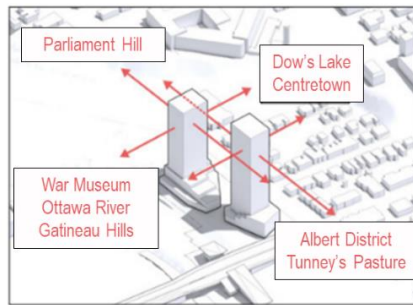 Parliament Hill
Dow's Lake
Centretown
War Museum
Ottawa River
Gatineau Hills
Albert District
Tunney's Pasture